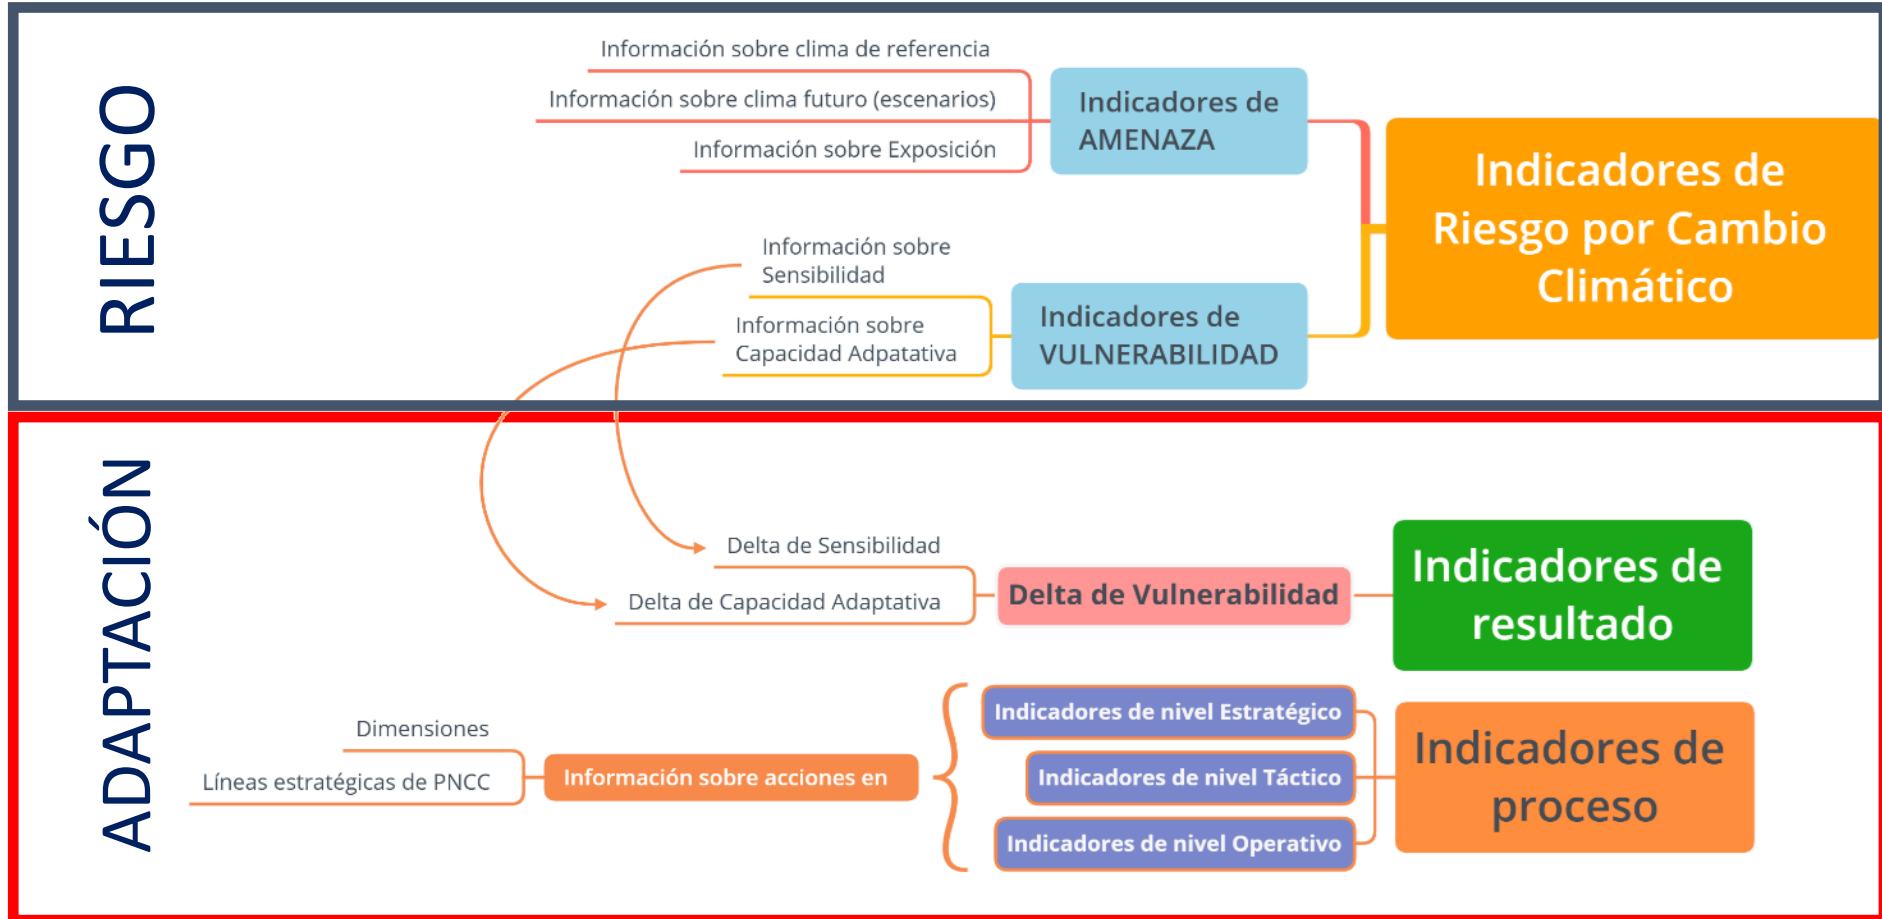 RIESGO
Información sobre clima de referencia
Información sobre clima futuro (escenarios)
Información sobre Exposición
Indicadores de
AMENAZA
Información sobre
Sensibilidad
Información sobre
Capacidad Adpatativa
Indicadores de
VULNERABILIDAD
Indicadores de
Riesgo por Cambio
Climático
ADAPTACIÓN
Delta de Sensibilidad
Delta de Capacidad Adaptativa
Delta de Vulnerabilidad
Indicadores de
resultado
Dimensiones
Líneas estratégicas de PNCC
Información sobre acciones en
Indicadores de nivel Estratégico
Indicadores de nivel Táctico
Indicadores de nivel Operativo
Indicadores de
proceso